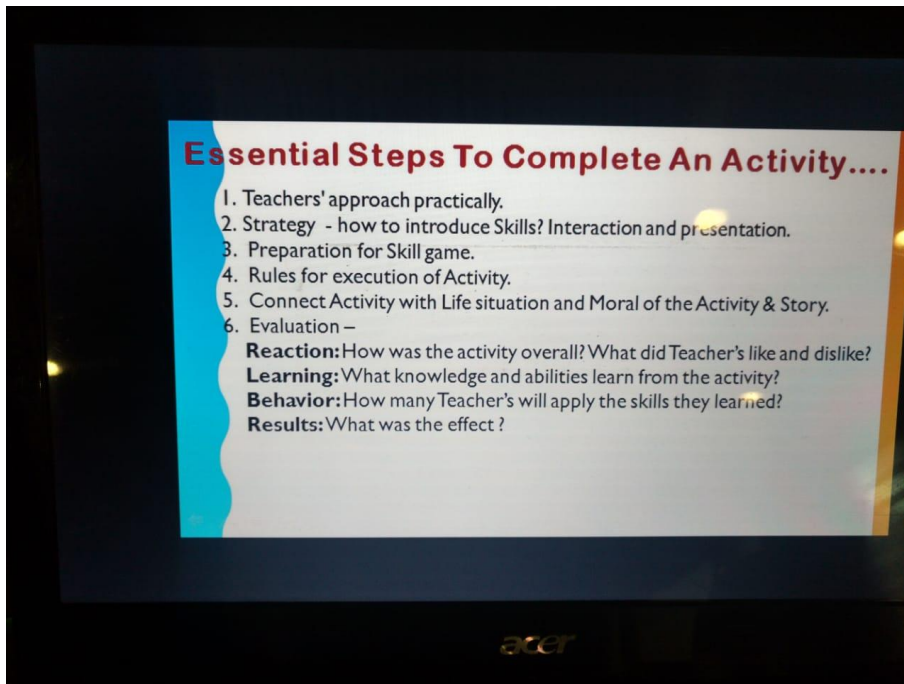 Essential Steps To Complete An Activity....
1. Teachers' approach practically.
2. Strategy - how to introduce Skills? Interaction and presentation.
3. Preparation for Skill game.
4. Rules for execution of Activity.
5. Connect Activity with Life situation and Moral of the Activity & Story.
6. Evaluation –
Reaction: How was the activity overall? What did Teacher's like and dislike?
Learning: What knowledge and abilities learn from the activity?
Behavior: How many Teacher's will apply the skills they learned?
Results: What was the effect ?
acer